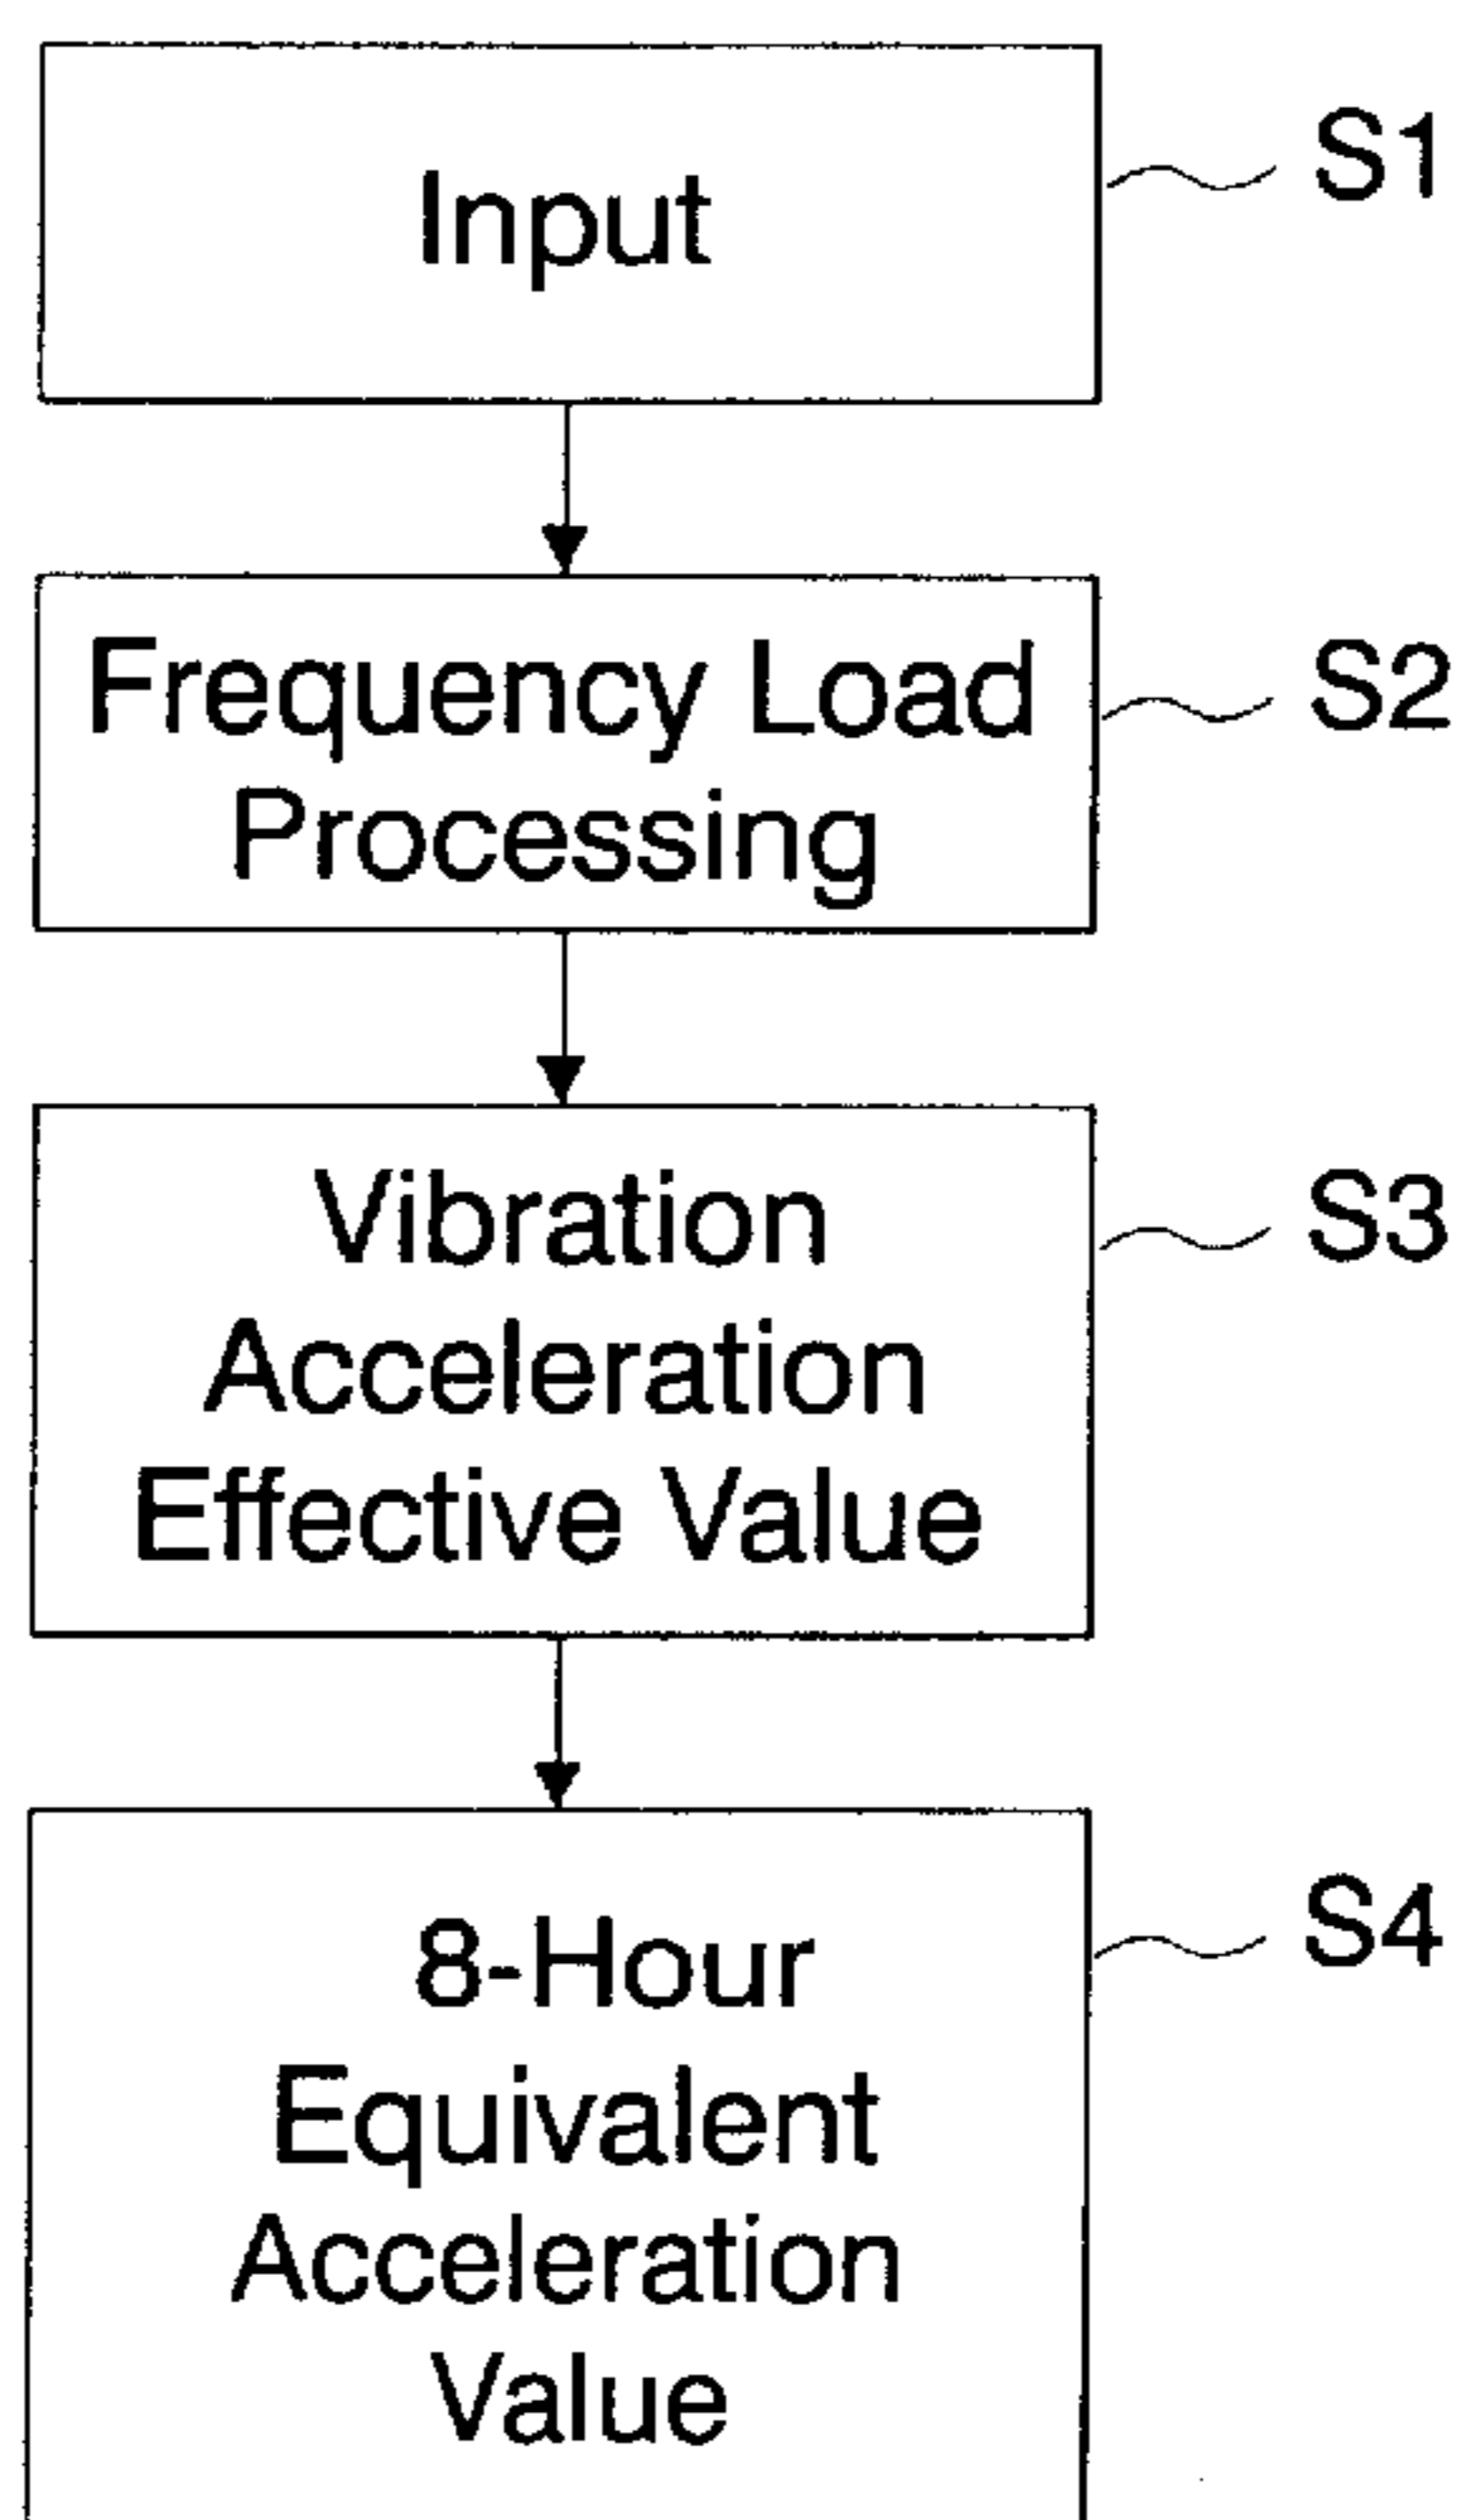 Input
S1
Frequency Load
Processing
S2
Vibration
Acceleration
Effective Value
S3
8-Hour
Equivalent
Acceleration
Value
S4